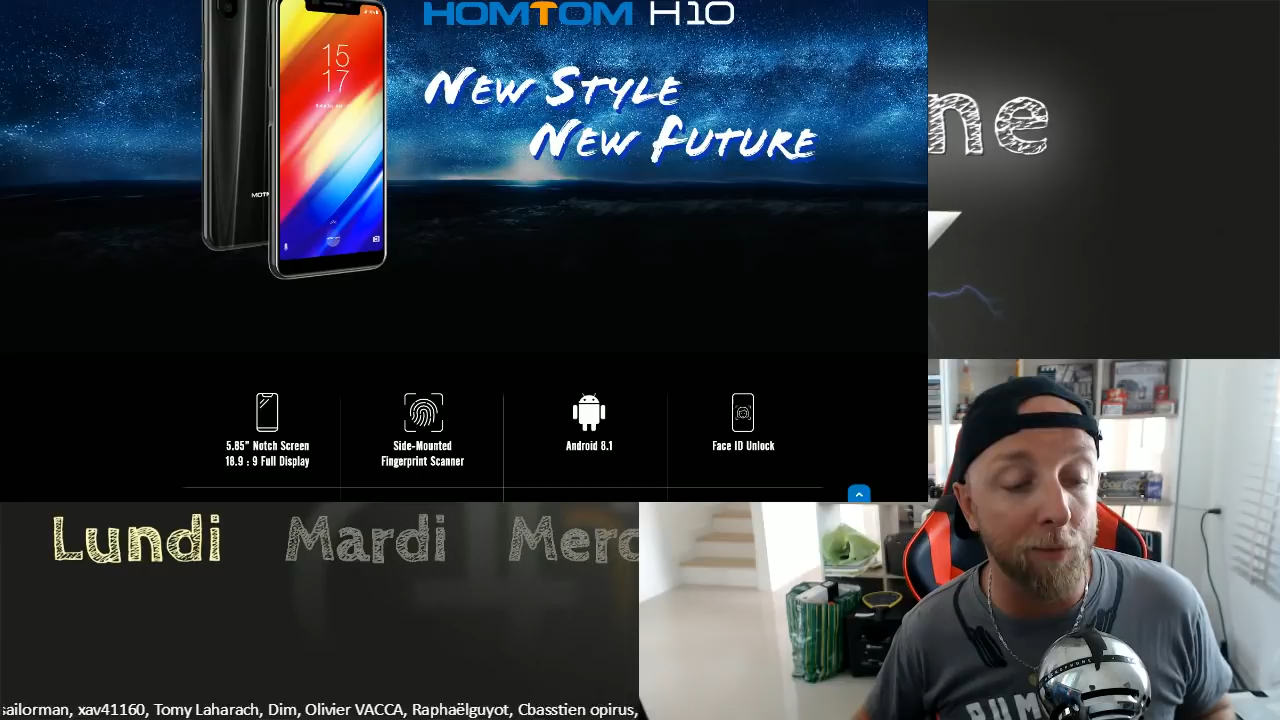 HOMTOM H10
NEW STYLE
NEW FUTURE
15
17
ne
5.85" Notch Screen
18.9 : 9 Full Display
Side-Mounted
Fingerprint Scanner
Android 8.1
Face ID Unlock
Lundi Mardi Merc
sailorman, xav41160, Tomy Laharach, Dim, Olivier VACCA, Raphaëlguyot, Cbasstien opirus,